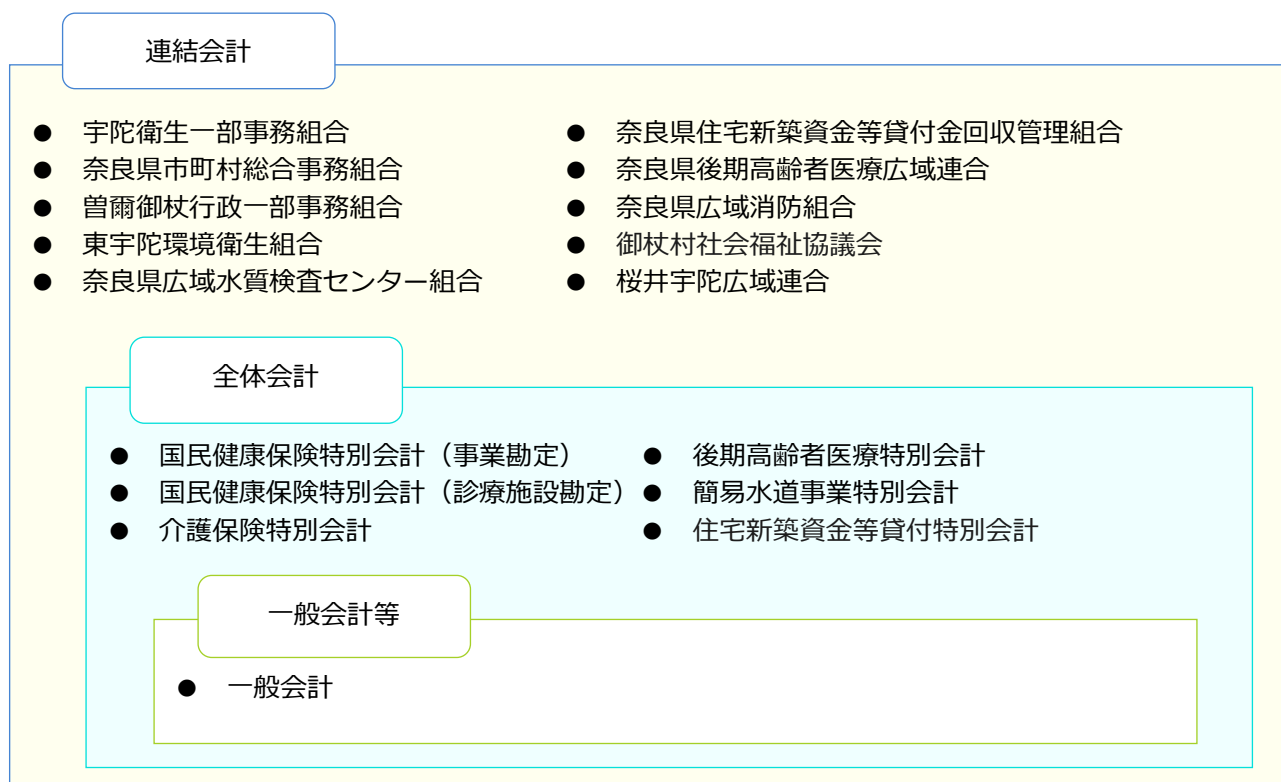 連結会計
● 宇陀衛生一部事務組合
● 奈良県市町村総合事務組合
● 曽爾御杖行政一部事務組合
● 東宇陀環境衛生組合
● 奈良県広域水質検査センター組合
● 奈良県住宅新築資金等貸付金回収管理組合
● 奈良県後期高齢者医療広域連合
● 奈良県広域消防組合
● 御杖村社会福祉協議会
● 桜井宇陀広域連合
全体会計
● 国民健康保険特別会計（事業勘定）
● 国民健康保険特別会計（診療施設勘定）
● 介護保険特別会計
● 後期高齢者医療特別会計
● 簡易水道事業特別会計
● 住宅新築資金等貸付特別会計
一般会計等
● 一般会計